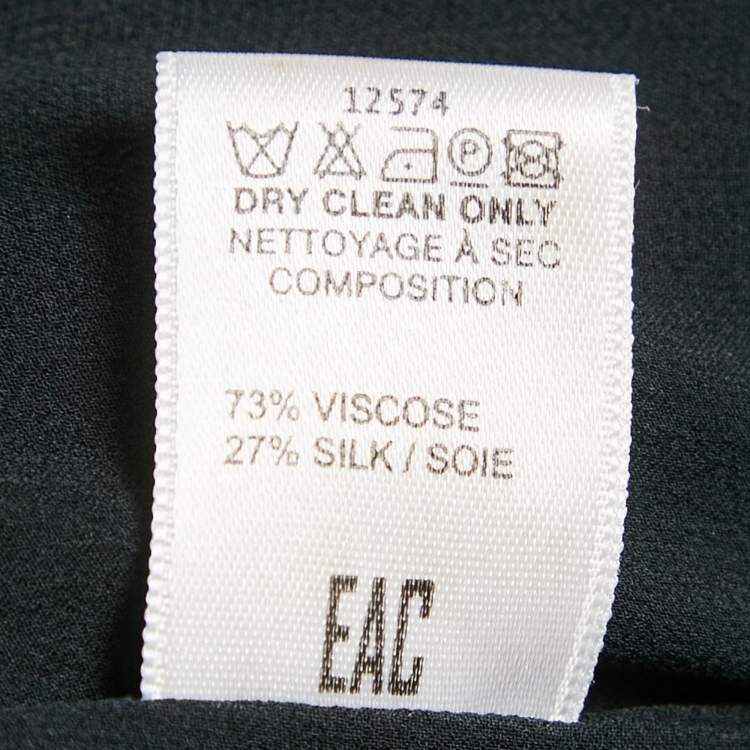 12574
P
DRY CLEAN ONLY
NETTOYAGE À SEC
COMPOSITION
73% VISCOSE
27% SILK / SOIE
EAC